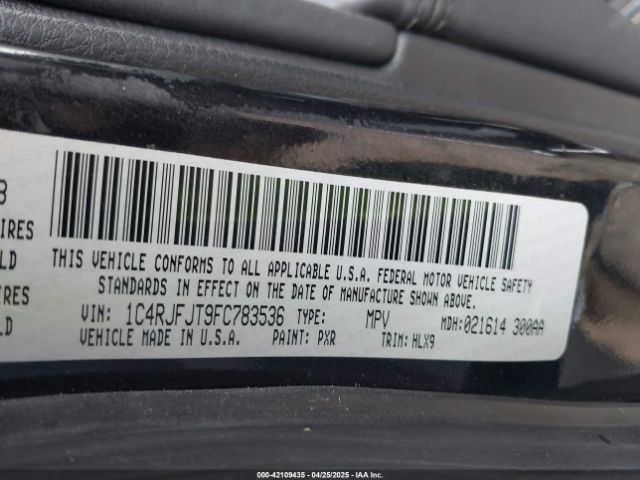 8
IRES
LD
LD
THIS VEHICLE CONFORMS TO ALL APPLICABLE U.S.A. FEDERAL MOTOR VEHICLE SAFETY
STANDARDS IN EFFECT ON THE DATE OF MANUFACTURE SHOWN ABOVE.
VIN: 1C4RJFJT9FC783536 TYPE: MPV MDH:021614 300AA
VEHICLE MADE IN U.S.A. PAINT: PXR TRIM: HLX9
000-42109435 - 04/25/2025 - Copyright IAA, Inc.